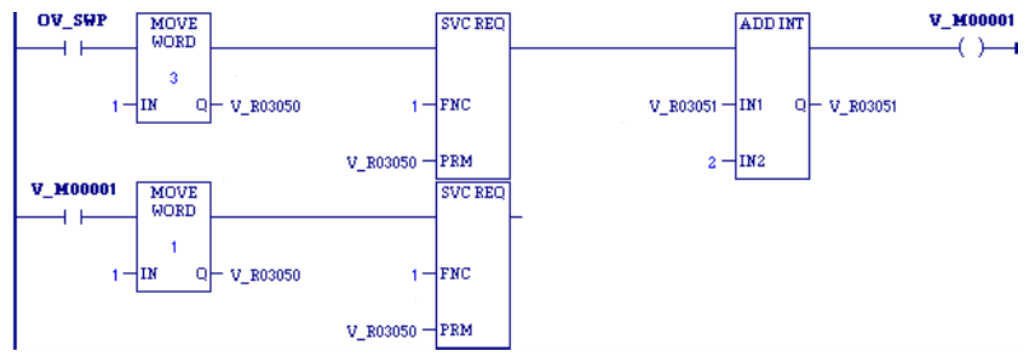 OV_SWP MOVE WORD SVC REQ ADD INT V_M00001
3
1 IN Q V_R03050 1 FNC V_R03051 IN1 Q V_R03051
V_R03050 PRM 2 IN2
V_M00001 MOVE WORD SVC REQ
1
1 IN Q V_R03050 1 FNC
V_R03050 PRM